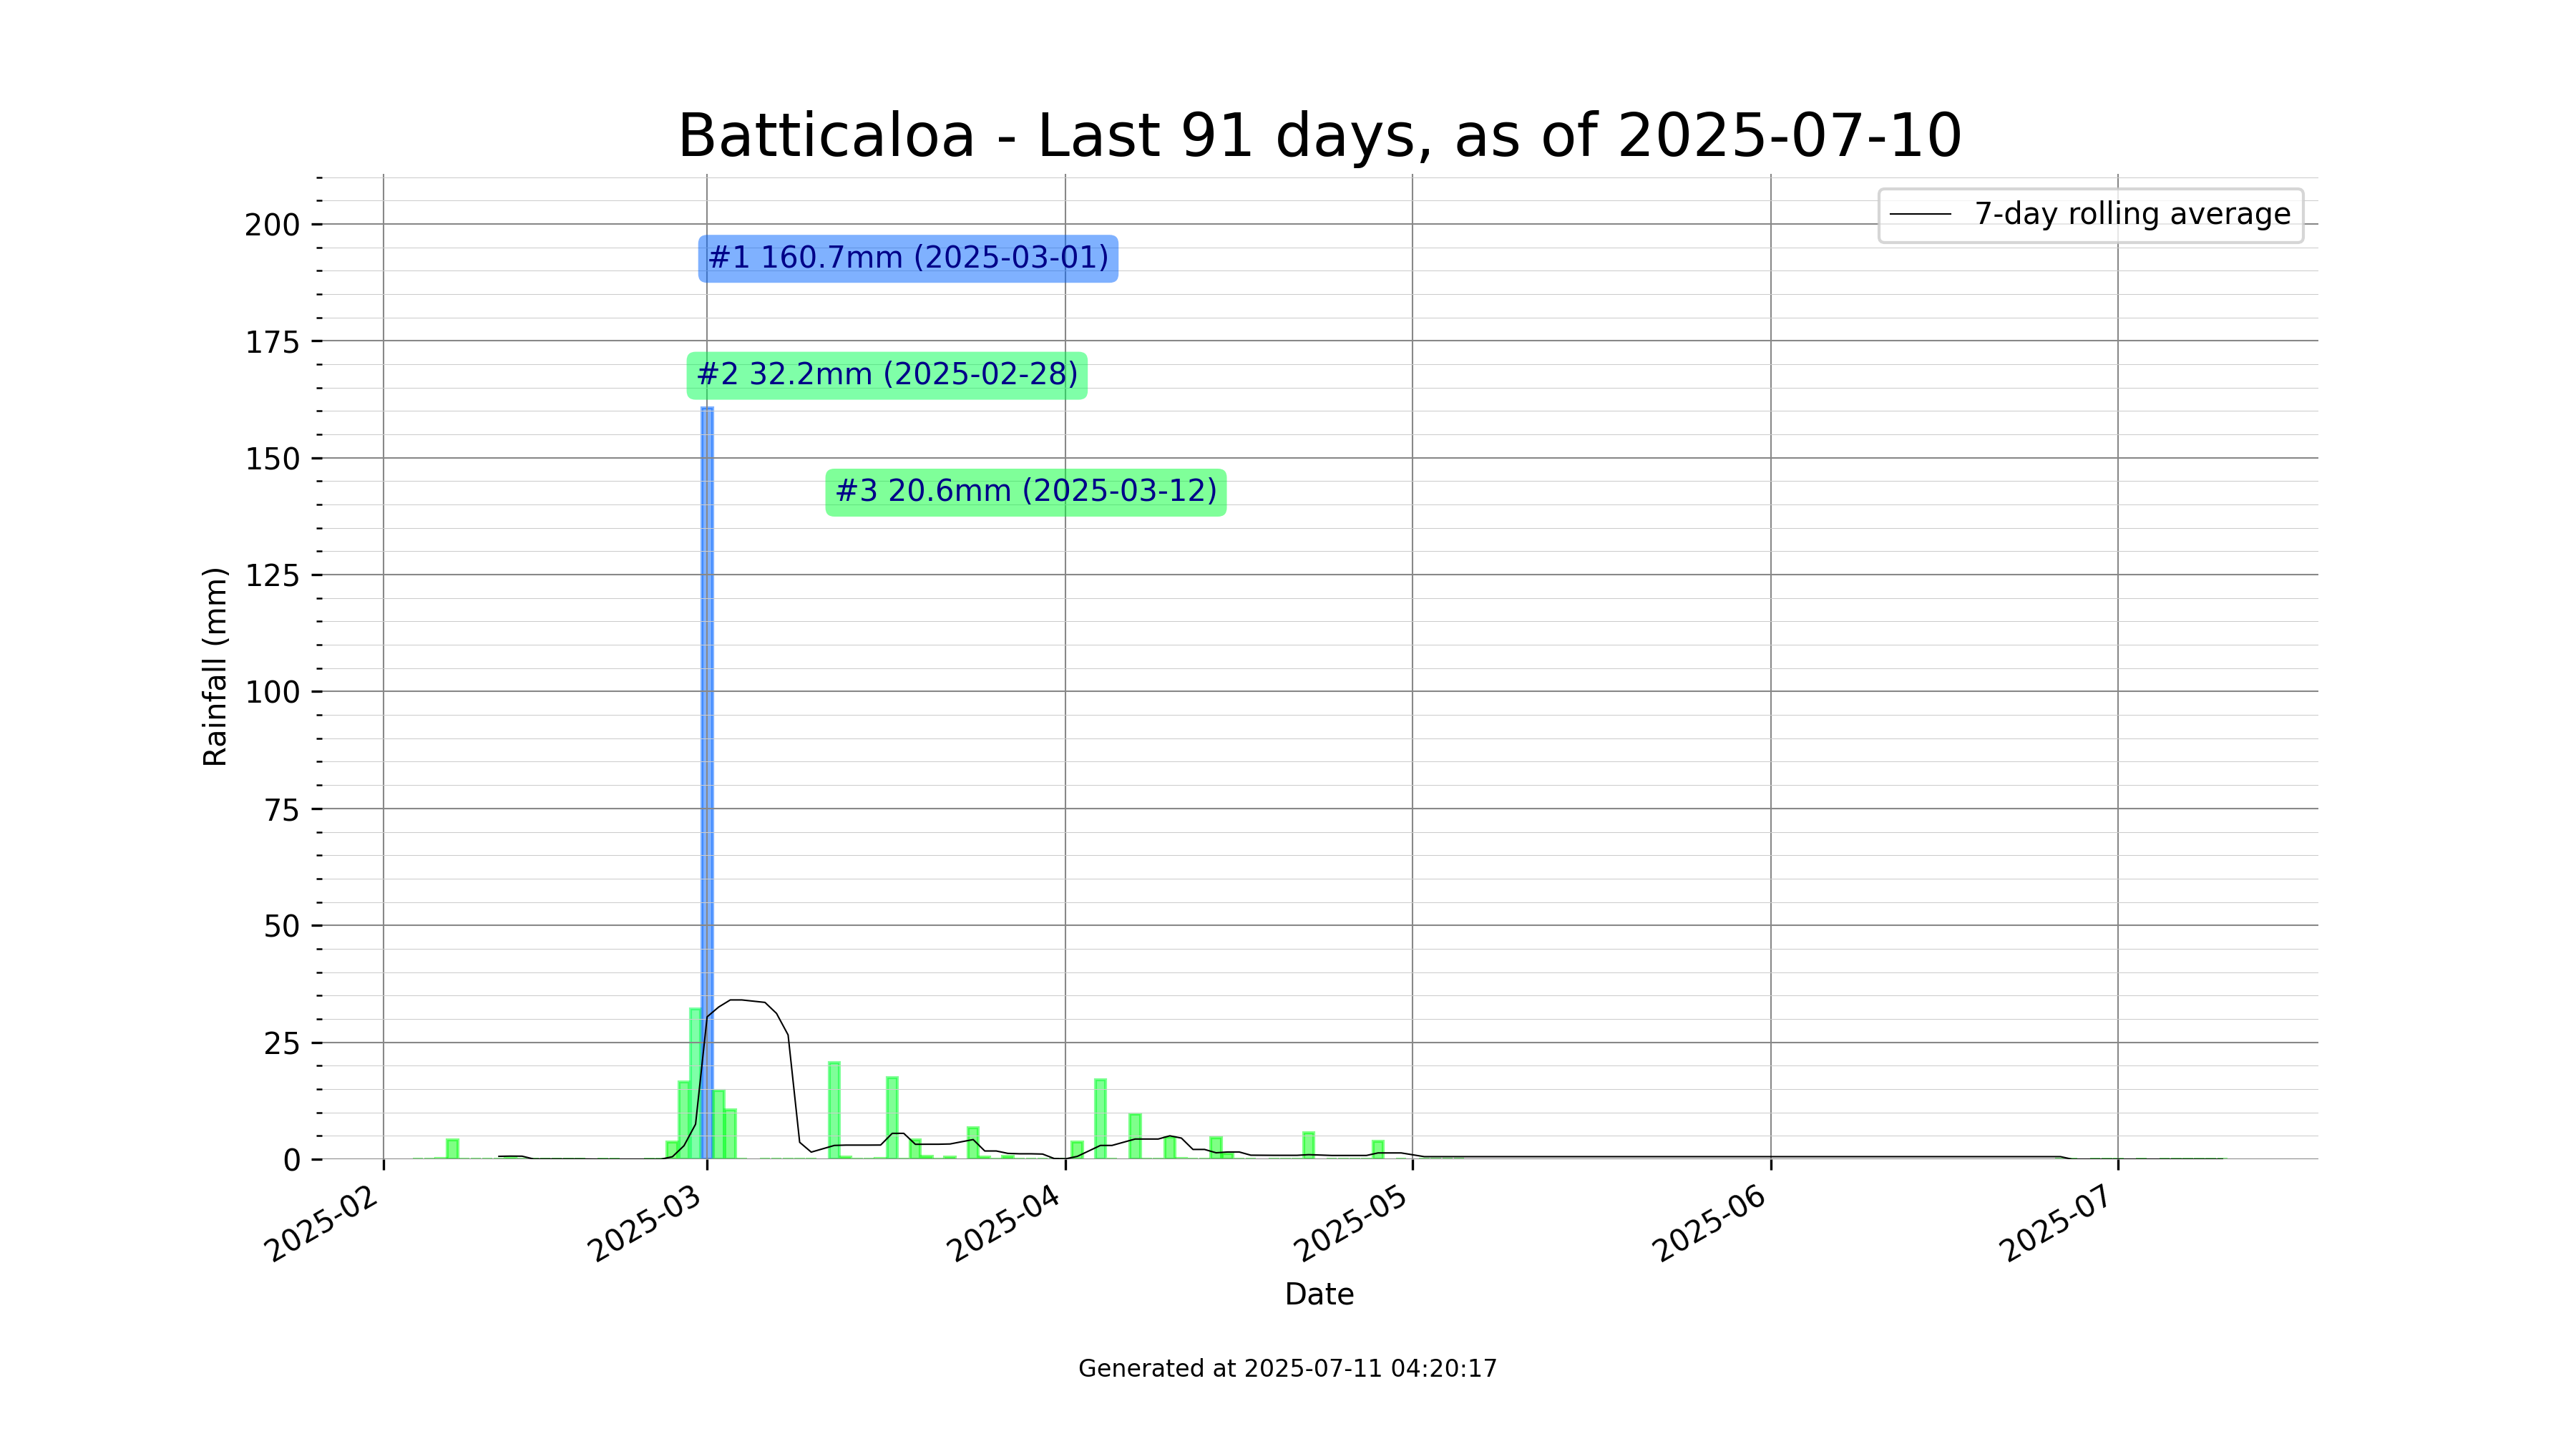 Batticaloa - Last 91 days, as of 2025-07-10
7-day rolling average
#1 160.7mm (2025-03-01)
#2 32.2mm (2025-02-28)
#3 20.6mm (2025-03-12)
Rainfall (mm)
200
175
150
125
100
75
50
25
0
2025-02
2025-03
2025-04
2025-05
2025-06
2025-07
Date
Generated at 2025-07-11 04:20:17